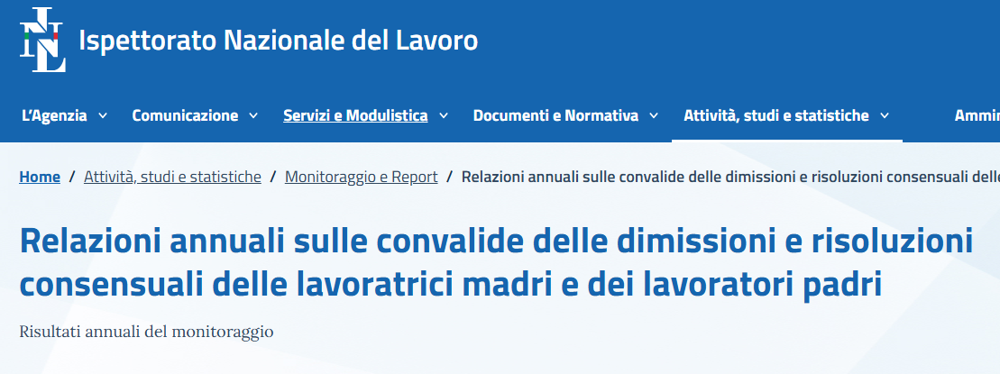 INL
Ispettorato Nazionale del Lavoro
L'Agenzia Comunicazione Servizi e Modulistica Documenti e Normativa Attività, studi e statistiche
Home / Attività, studi e statistiche / Monitoraggio e Report / Relazioni annuali sulle convalide delle dimissioni e risoluzioni consensuali
Relazioni annuali sulle convalide delle dimissioni e risoluzioni
consensuali delle lavoratrici madri e dei lavoratori padri
Risultati annuali del monitoraggio